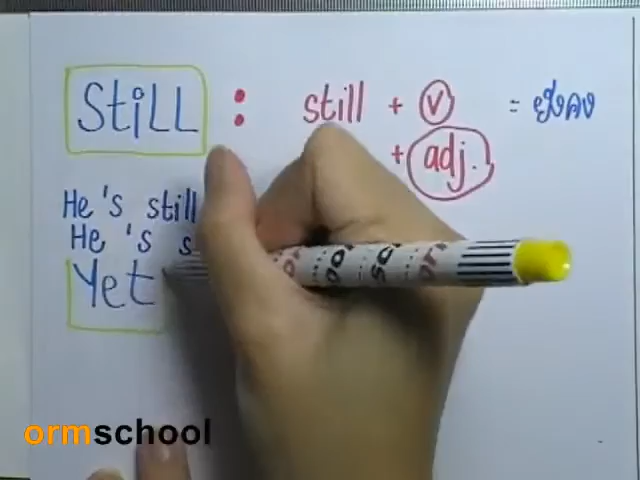 StiLL : still + v = ยังคง
+ adj.
He's still
He's s
Yet
ormschool